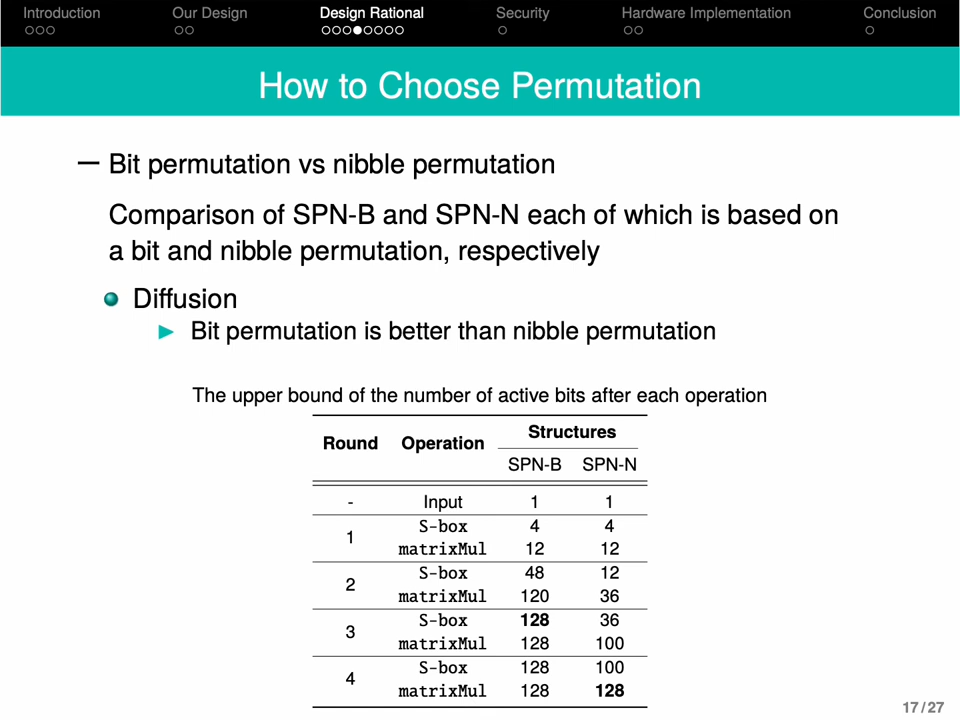 Introduction Our Design Design Rational Security Hardware Implementation Conclusion
How to Choose Permutation
— Bit permutation vs nibble permutation
Comparison of SPN-B and SPN-N each of which is based on
a bit and nibble permutation, respectively
Diffusion
Bit permutation is better than nibble permutation
The upper bound of the number of active bits after each operation
Round Operation Structures
SPN-B SPN-N
- Input 1 1
1 S-box 4 4
matrixMul 12 12
2 S-box 48 12
matrixMul 120 36
3 S-box 128 36
matrixMul 128 100
4 S-box 128 100
matrixMul 128 128
17 / 27